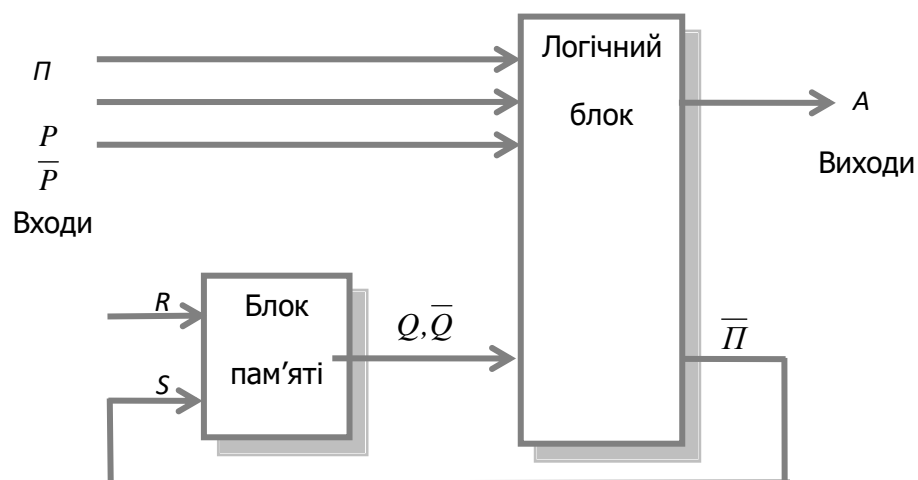 П
P
P̅
Входи
Логічний
блок
A
Виходи
R
S
Блок
пам’яті
Q,Q̅
П̅